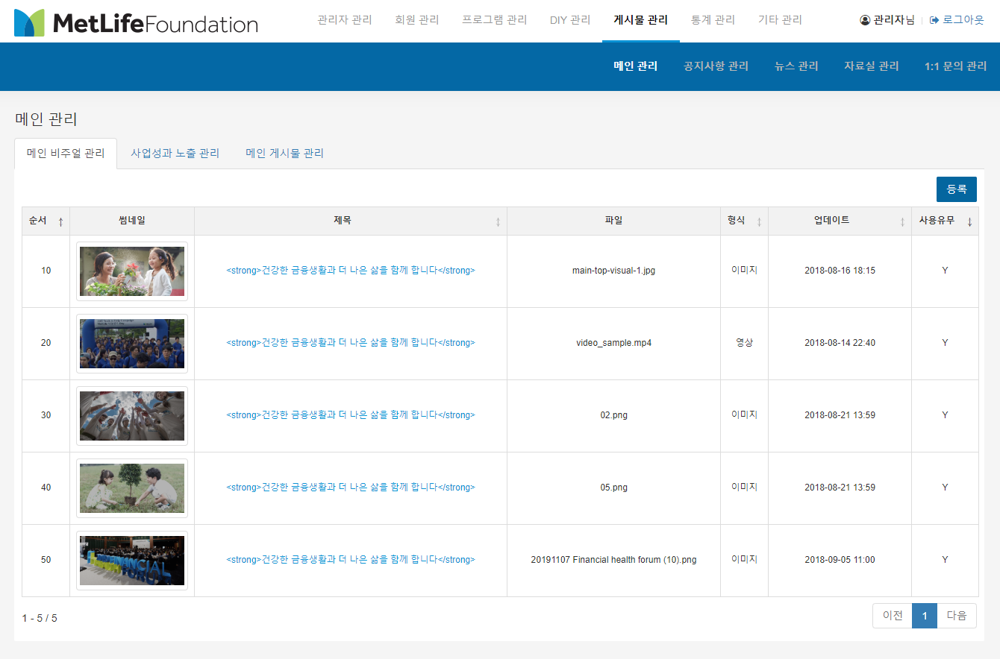 MetLife Foundation
관리자 관리 회원 관리 프로그램 관리 DIY 관리 게시물 관리 통계 관리 기타 관리 관리자님 로그아웃
메인 관리 공지사항 관리 뉴스 관리 자료실 관리 1:1 문의 관리
메인 관리
메인 비주얼 관리 사업성과 노출 관리 메인 게시물 관리
등록
순서 썸네일 제목 파일 형식 업데이트 사용유무
10 <strong>건강한 금융생활과 더 나은 삶을 함께 합니다</strong> main-top-visual-1.jpg 이미지 2018-08-16 18:15 Y
20 <strong>건강한 금융생활과 더 나은 삶을 함께 합니다</strong> video_sample.mp4 영상 2018-08-14 22:40 Y
30 <strong>건강한 금융생활과 더 나은 삶을 함께 합니다</strong> 02.png 이미지 2018-08-21 13:59 Y
40 <strong>건강한 금융생활과 더 나은 삶을 함께 합니다</strong> 05.png 이미지 2018-08-21 13:59 Y
50 <strong>건강한 금융생활과 더 나은 삶을 함께 합니다</strong> 20191107 Financial health forum (10).png 이미지 2018-09-05 11:00 Y
1 - 5 / 5 이전 1 다음